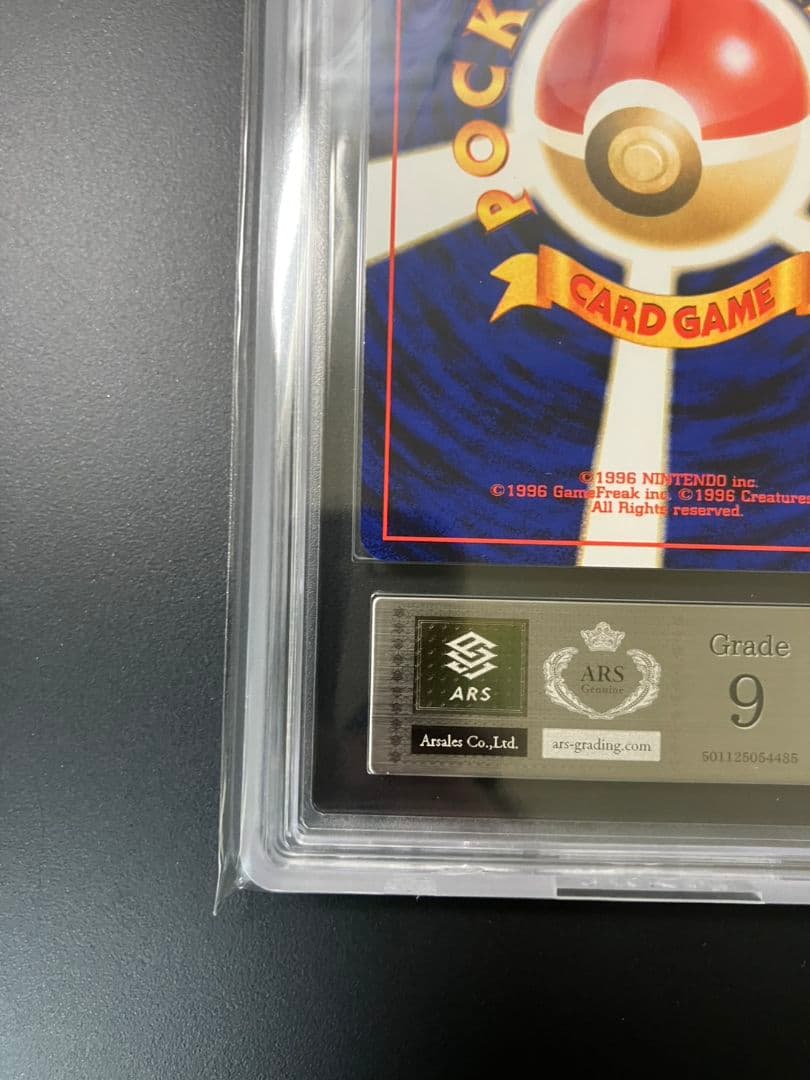 POCK
CARD GAME
©1996 NINTENDO inc.
©1996 GameFreak inc. ©1996 Creatures
All Rights reserved.
ARS
Arsales Co.,Ltd.
ARS
Genuine
ars-grading.com
Grade
9
501125054485